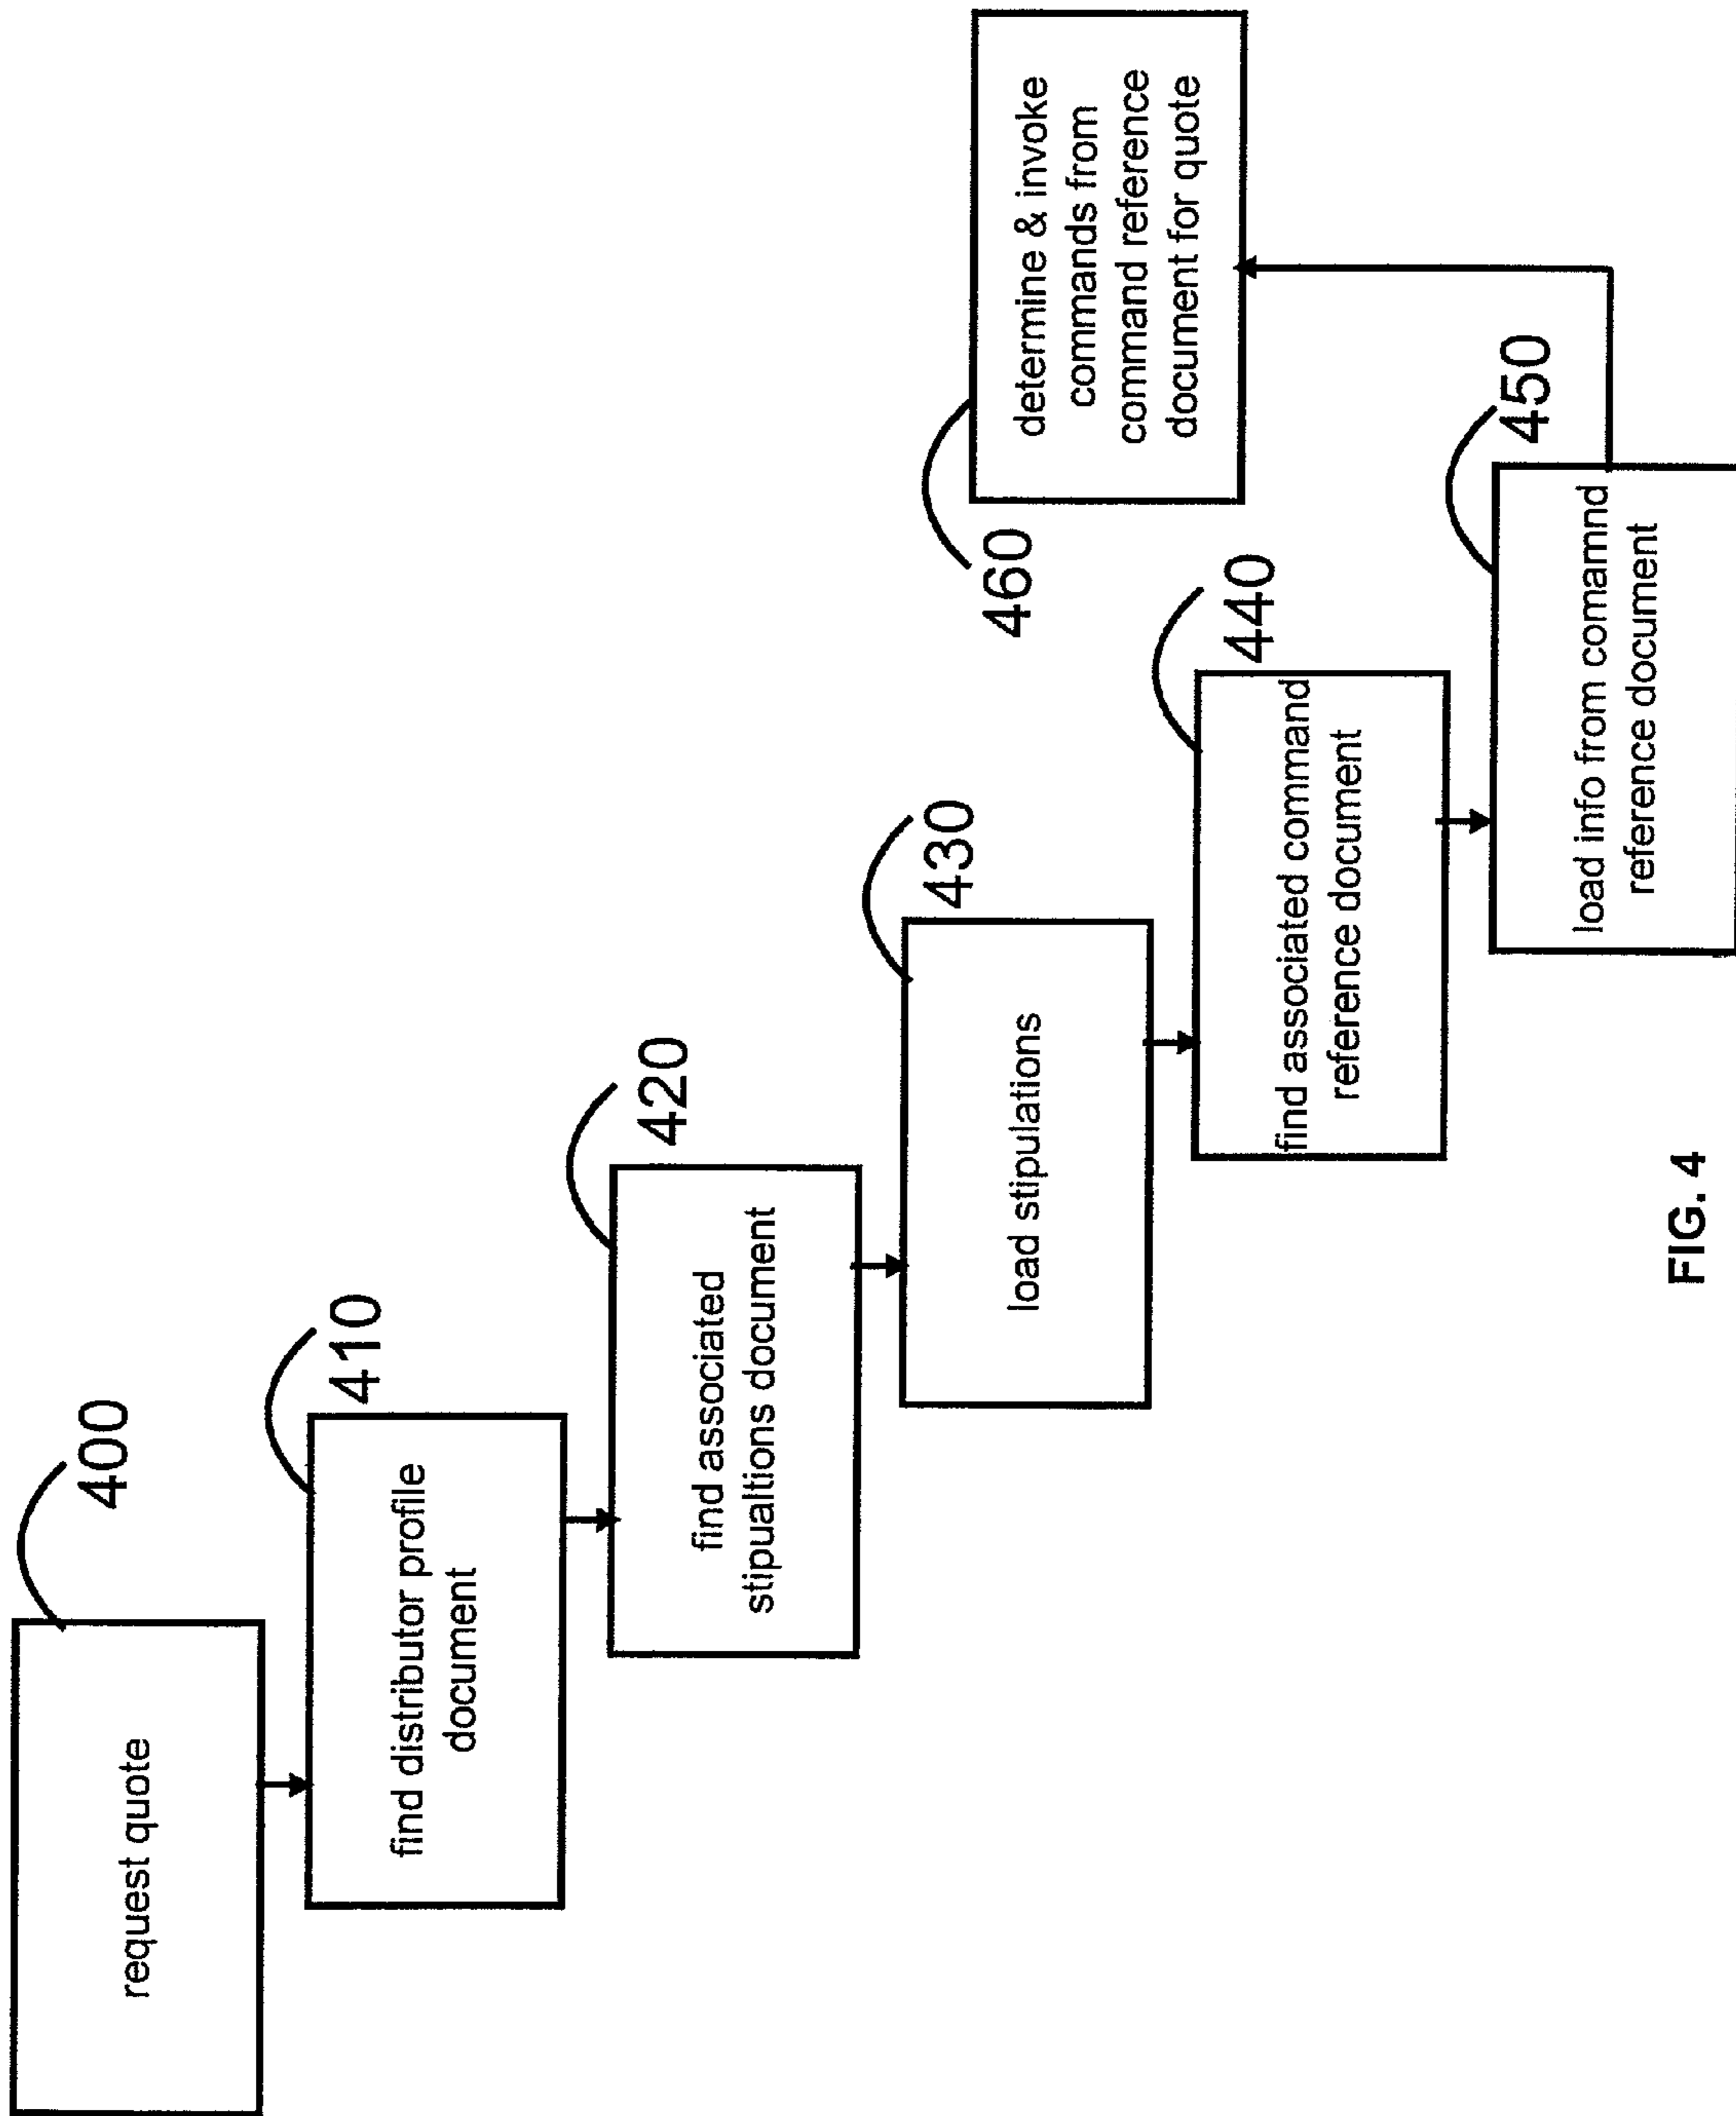 400
request quote
410
find distributor profile
document
420
find associated
stipualtions document
430
load stipulations
440
find associated command
reference document
450
load info from comamnd
reference document
460
determine & invoke
commands from
command reference
document for quote
FIG. 4